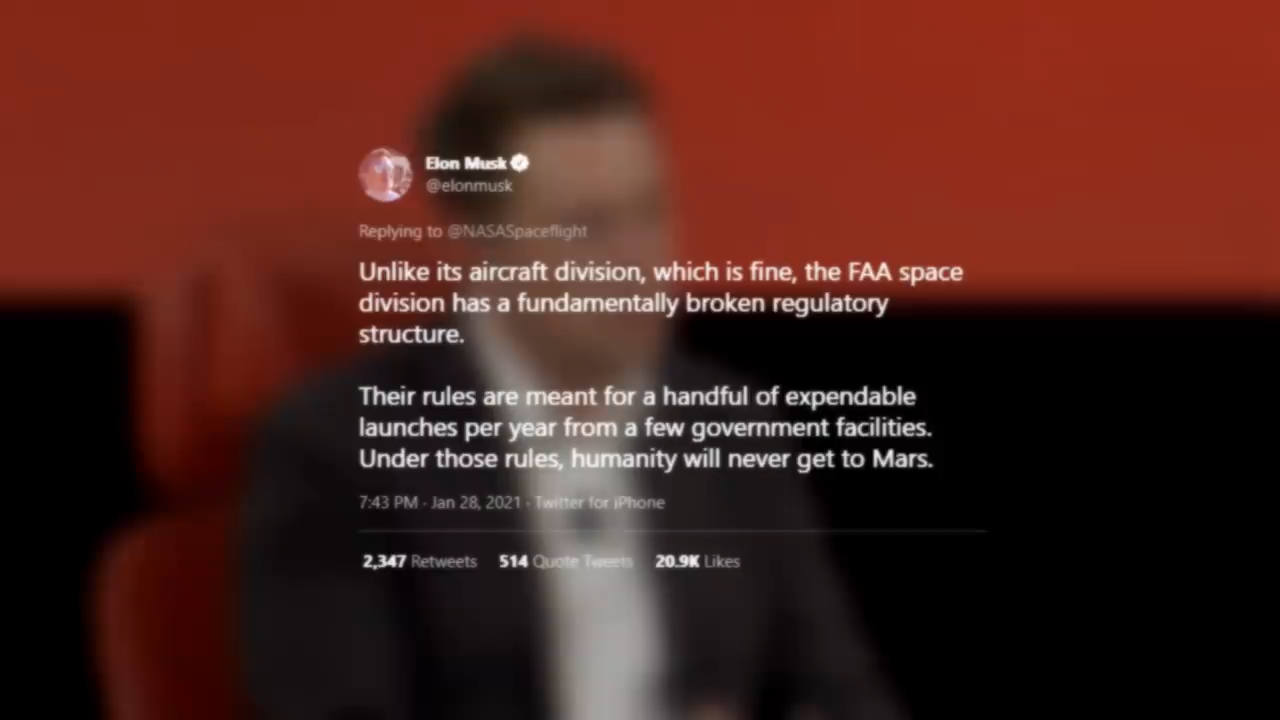 Elon Musk
@elonmusk
Replying to @NASASpaceflight
Unlike its aircraft division, which is fine, the FAA space
division has a fundamentally broken regulatory
structure.
Their rules are meant for a handful of expendable
launches per year from a few government facilities.
Under those rules, humanity will never get to Mars.
7:43 PM · Jan 28, 2021 · Twitter for iPhone
2,347 Retweets 514 Quote Tweets 20.9K Likes